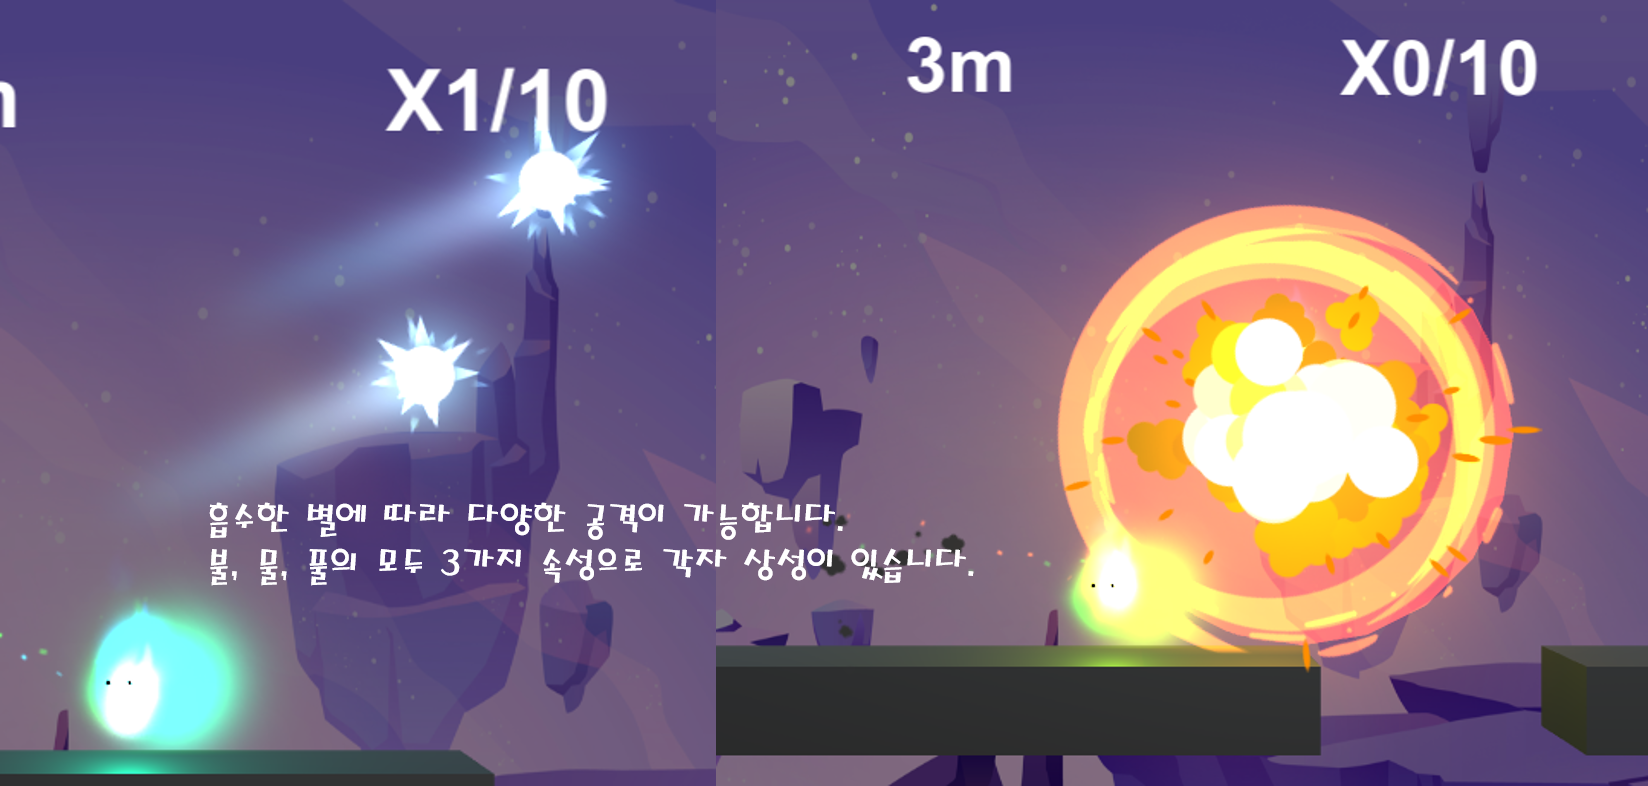 m
X1/10
3m
X0/10
흡수한 별에 따라 다양한 공격이 가능합니다.
불, 물, 풀의 모두 3가지 속성으로 각자 상성이 있습니다.